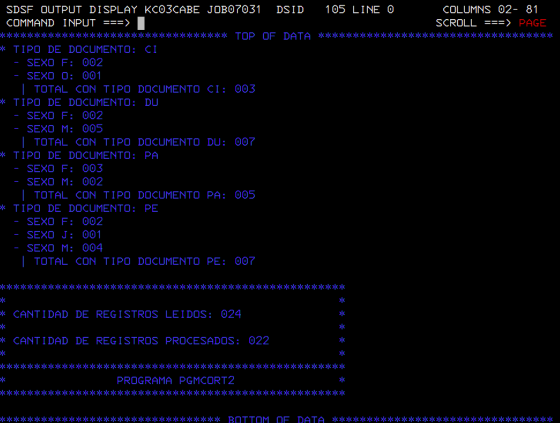 SDSF OUTPUT DISPLAY KC03CABE JOB07031  DSID   105 LINE 0       COLUMNS 02- 81
COMMAND INPUT ===>                                            SCROLL ===> PAGE
******************************** TOP OF DATA ********************************
* TIPO DE DOCUMENTO: CI
  - SEXO F: 002
  - SEXO O: 001
   | TOTAL CON TIPO DOCUMENTO CI: 003
* TIPO DE DOCUMENTO: DU
  - SEXO F: 002
  - SEXO M: 005
   | TOTAL CON TIPO DOCUMENTO DU: 007
* TIPO DE DOCUMENTO: PA
  - SEXO F: 003
  - SEXO M: 002
   | TOTAL CON TIPO DOCUMENTO PA: 005
* TIPO DE DOCUMENTO: PE
  - SEXO F: 002
  - SEXO J: 001
  - SEXO M: 004
   | TOTAL CON TIPO DOCUMENTO PE: 007
**************************************************
*                                                *
* CANTIDAD DE REGISTROS LEIDOS: 024              *
*                                                *
* CANTIDAD DE REGISTROS PROCESADOS: 022          *
*                                                *
**************************************************
*                PROGRAMA PGMCORT2               *
**************************************************
******************************* BOTTOM OF DATA *******************************